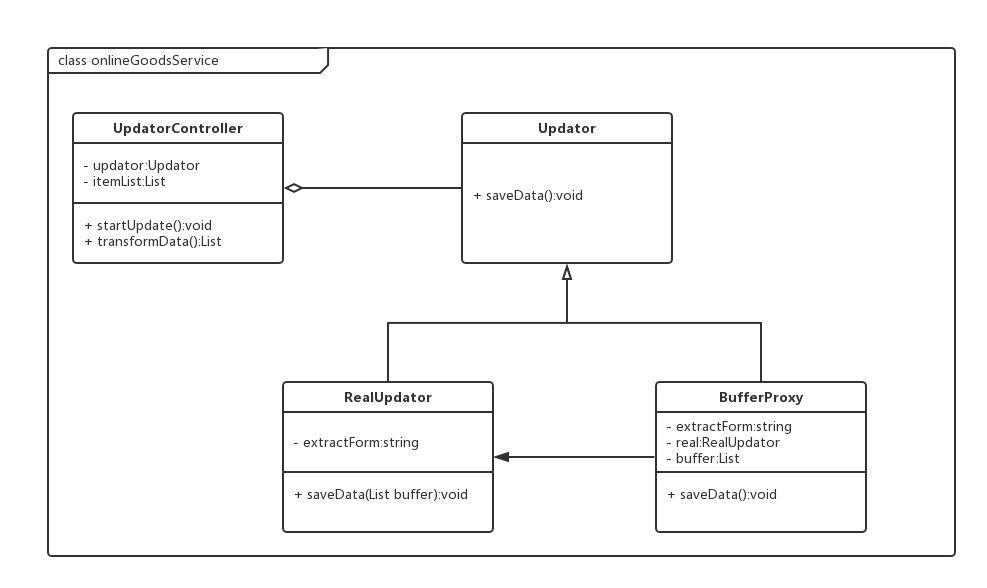 class onlineGoodsService
UpdatorController
- updator:Updator
- itemList:List
+ startUpdate():void
+ transformData():List
Updator
+ saveData():void
RealUpdator
- extractForm:string
+ saveData(List buffer):void
BufferProxy
- extractForm:string
- real:RealUpdator
- buffer:List
+ saveData():void